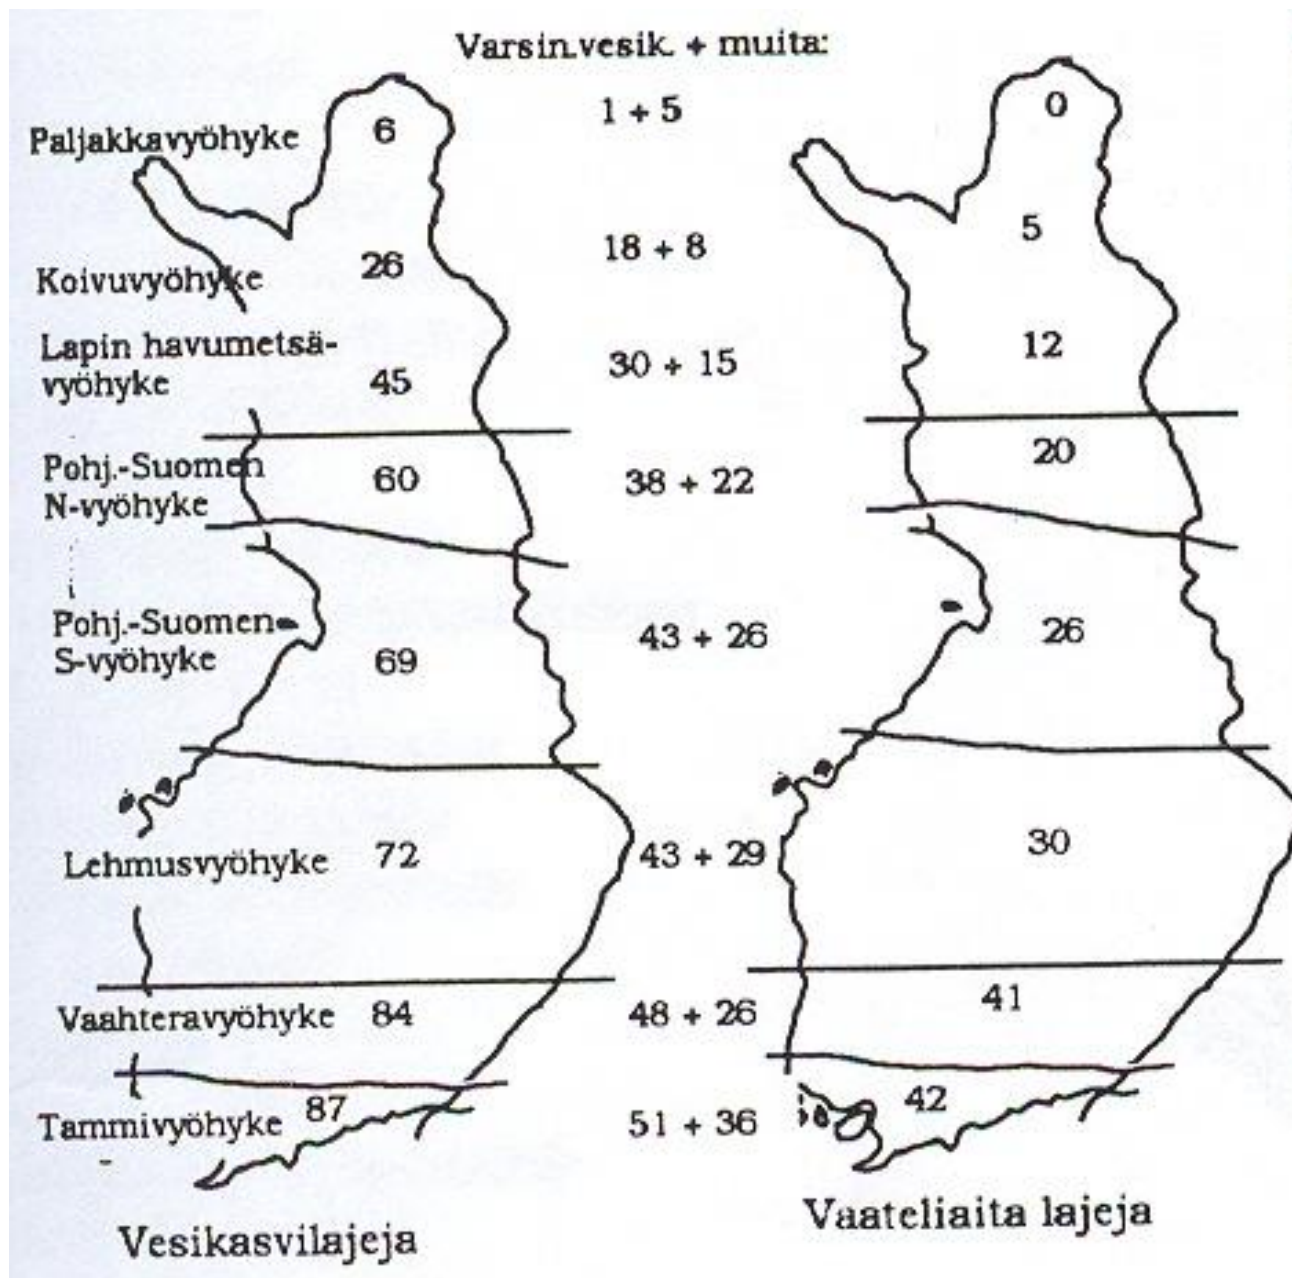 Varsin.vesik. + muita:
Paljakkavyöhyke 6 1 + 5 0
5
Koivuvyöhyke 26 18 + 8
Lapin havumetsä-
vyöhyke 45 30 + 15 12
Pohj.-Suomen
N-vyöhyke 60 38 + 22 20
Pohj.-Suomen
S-vyöhyke 69 43 + 26 26
Lehmusvyöhyke 72 43 + 29 30
Vaahteravyöhyke 84 48 + 26 41
Tammivyöhyke 87 51 + 36 42
Vesikasvilajeja
Vaateliaita lajeja